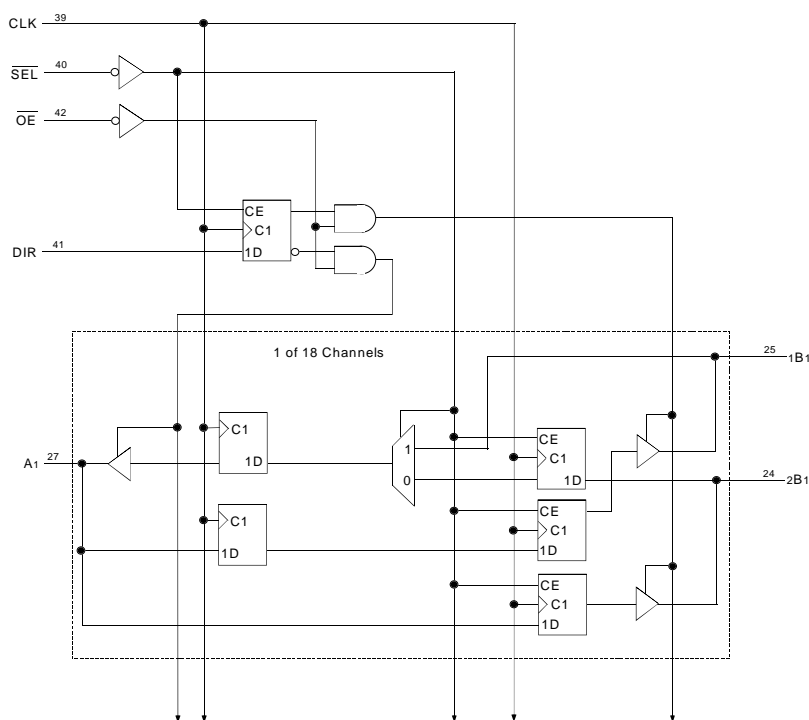 CLK 39
SEL 40
OE 42
CE
C1
DIR 41 1D
1 of 18 Channels
25 1B1
C1
CE
1
C1
A1 27 1D
0 1D
24 2B1
CE
C1 C1
1D 1D
CE
C1
1D